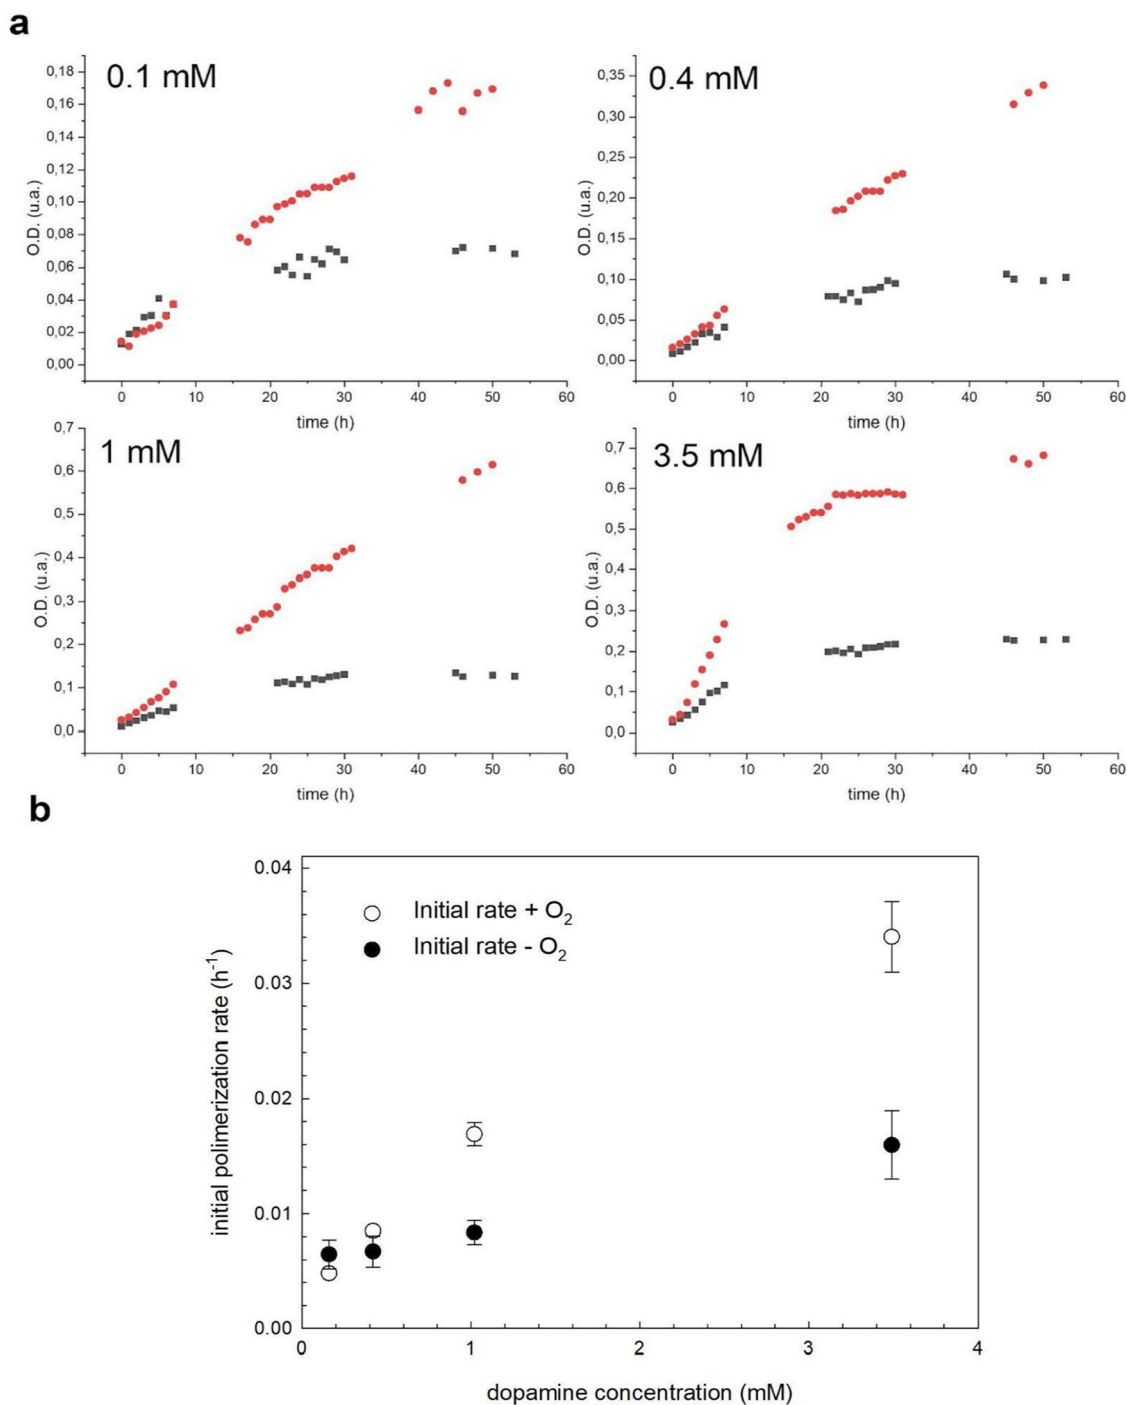 a
0.1 mM
O.D. (u.a.)
0,18
0,16
0,14
0,12
0,10
0,08
0,06
0,04
0,02
0,00
0 10 20 30 40 50 60
time (h)
0.4 mM
O.D. (u.a.)
0,35
0,30
0,25
0,20
0,15
0,10
0,05
0,00
0 10 20 30 40 50 60
time (h)
1 mM
O.D. (u.a.)
0,7
0,6
0,5
0,4
0,3
0,2
0,1
0,0
0 10 20 30 40 50 60
time (h)
3.5 mM
O.D. (u.a.)
0,7
0,6
0,5
0,4
0,3
0,2
0,1
0,0
0 10 20 30 40 50 60
time (h)
b
initial polimerization rate (h⁻¹)
0.04
0.03
0.02
0.01
0.00
Initial rate + O₂
Initial rate - O₂
0 1 2 3 4
dopamine concentration (mM)